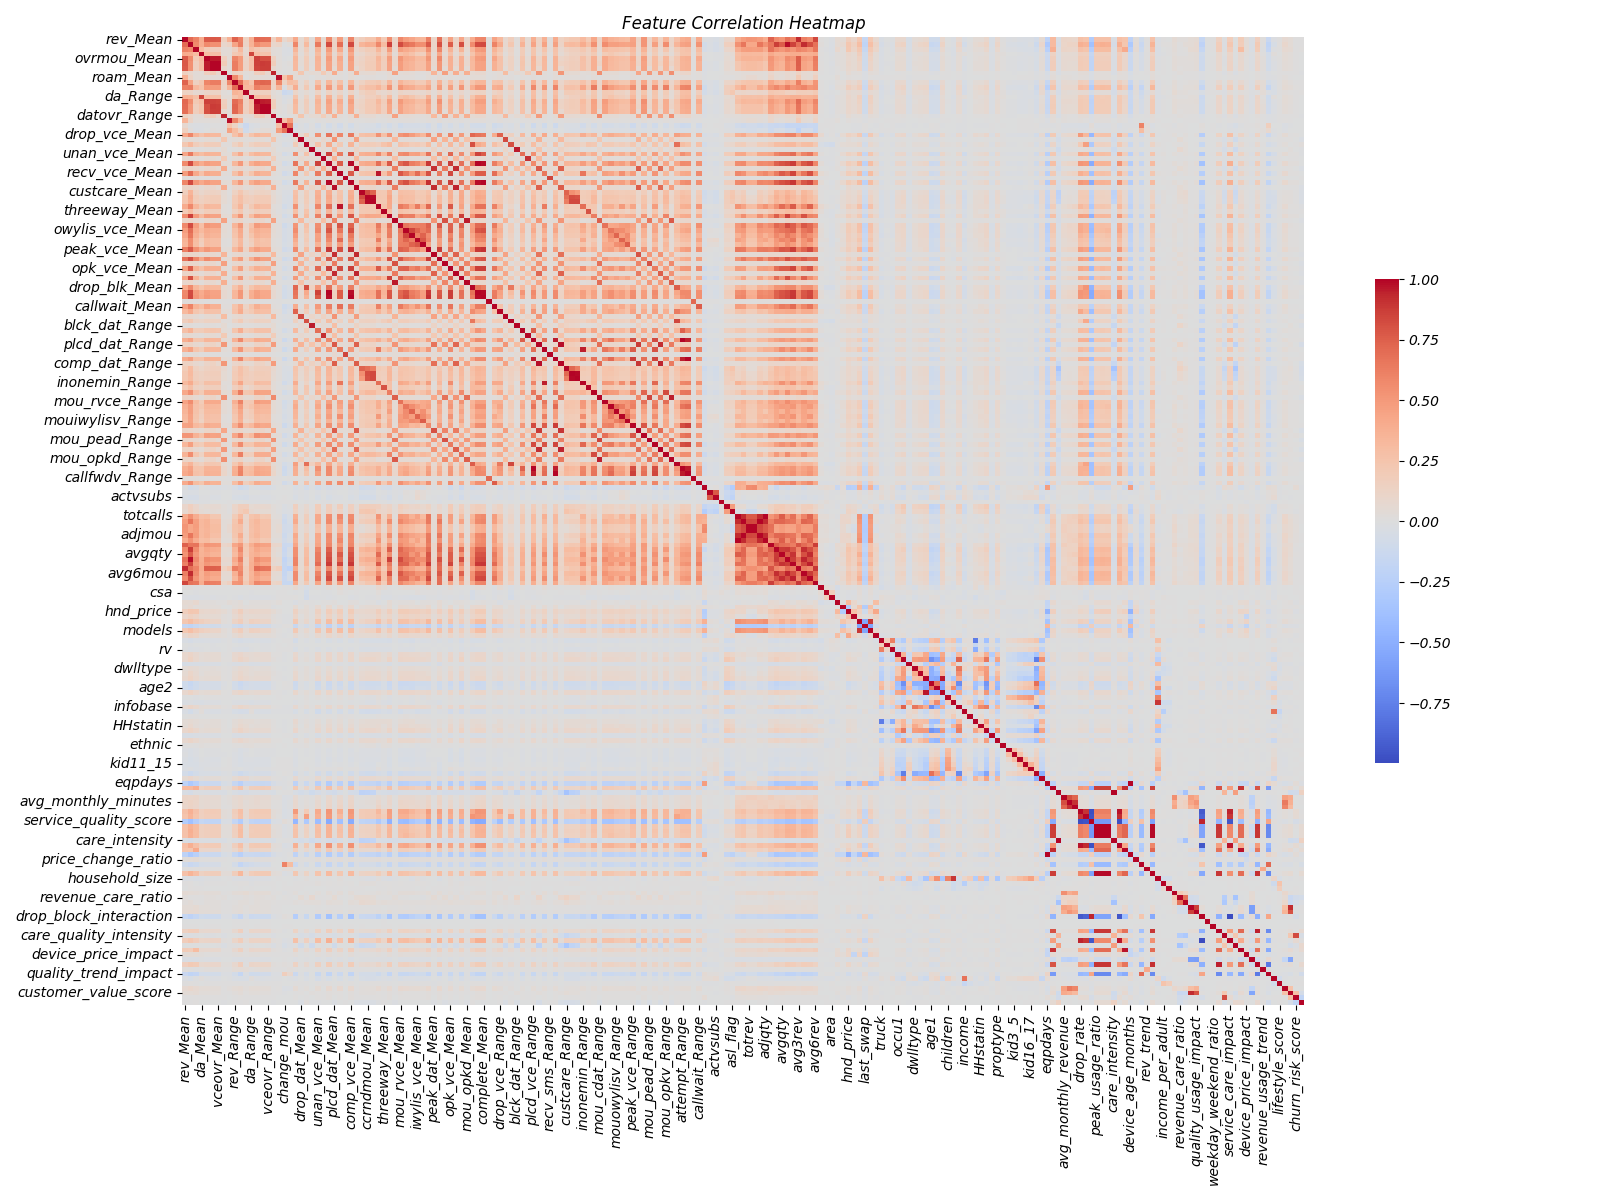 Feature Correlation Heatmap
rev_Mean
ovrmou_Mean
roam_Mean
da_Range
datovr_Range
drop_vce_Mean
unan_vce_Mean
recv_vce_Mean
custcare_Mean
threeway_Mean
owylis_vce_Mean
peak_vce_Mean
opk_vce_Mean
drop_blk_Mean
callwait_Mean
blck_dat_Range
plcd_dat_Range
comp_dat_Range
inonemin_Range
mou_rvce_Range
mouiwylisv_Range
mou_pead_Range
mou_opkd_Range
callfwdv_Range
actvsubs
totcalls
adjmou
avgqty
avg6mou
csa
hnd_price
models
rv
dwlltype
age2
infobase
HHstatin
ethnic
kid11_15
eqpdays
avg_monthly_minutes
service_quality_score
care_intensity
price_change_ratio
household_size
revenue_care_ratio
drop_block_interaction
care_quality_intensity
device_price_impact
quality_trend_impact
customer_value_score
rev_Mean
da_Mean
vceovr_Mean
rev_Range
da_Range
vceovr_Range
change_mou
drop_dat_Mean
unan_vce_Mean
plcd_dat_Mean
comp_vce_Mean
ccrndmou_Mean
threeway_Mean
mou_rvce_Mean
iwylis_vce_Mean
peak_dat_Mean
opk_vce_Mean
mou_opkd_Mean
complete_Mean
drop_vce_Range
blck_dat_Range
plcd_vce_Range
recv_sms_Range
custcare_Range
inonemin_Range
mou_cdat_Range
mouowylisv_Range
peak_vce_Range
mou_pead_Range
mou_opkv_Range
attempt_Range
callwait_Range
actvsubs
asl_flag
totrev
adjqty
avgqty
avg3rev
avg6rev
area
hnd_price
last_swap
truck
occu1
dwlltype
age1
children
income
HHstatin
proptype
kid3_5
kid16_17
eqpdays
avg_monthly_revenue
drop_rate
peak_usage_ratio
care_intensity
device_age_months
rev_trend
income_per_adult
revenue_care_ratio
quality_usage_impact
weekday_weekend_ratio
service_care_impact
device_price_impact
revenue_usage_trend
lifestyle_score
churn_risk_score
1.00
0.75
0.50
0.25
0.00
−0.25
−0.50
−0.75